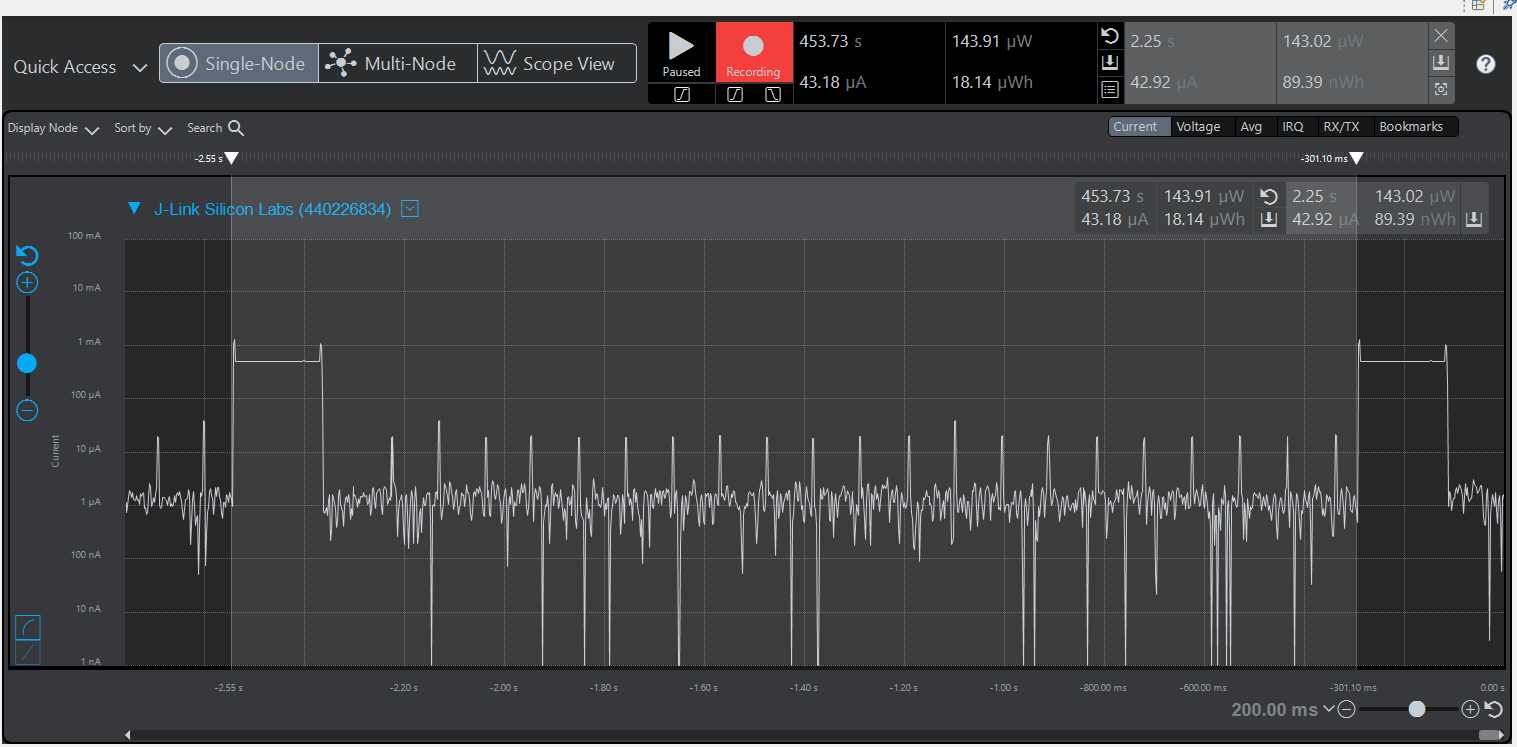 Quick Access
Single-Node
Multi-Node
Scope View
Paused
Recording
453.73 s
143.91 µW
43.18 µA
18.14 µWh
2.25 s
143.02 µW
42.92 µA
89.39 nWh
?
Display Node
Sort by
Search
Current
Voltage
Avg
IRQ
RX/TX
Bookmarks
-2.55 s
-301.10 ms
J-Link Silicon Labs (440226834)
453.73 s
143.91 µW
2.25 s
143.02 µW
43.18 µA
18.14 µWh
42.92 µA
89.39 nWh
100 mA
10 mA
1 mA
100 µA
10 µA
1 µA
100 nA
10 nA
1 nA
Current
-2.55 s
-2.20 s
-2.00 s
-1.80 s
-1.60 s
-1.40 s
-1.20 s
-1.00 s
-800.00 ms
-600.00 ms
-301.10 ms
0.00 s
200.00 ms